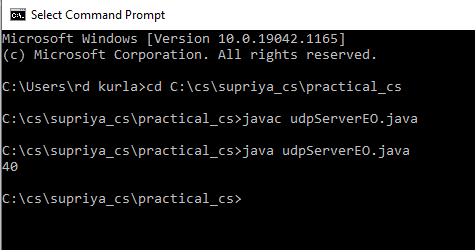 Select Command Prompt
Microsoft Windows [Version 10.0.19042.1165]
(c) Microsoft Corporation. All rights reserved.
C:\Users\rd kurla>cd C:\cs\supriya_cs\practical_cs
C:\cs\supriya_cs\practical_cs>javac udpServerEO.java
C:\cs\supriya_cs\practical_cs>java udpServerEO.java
40
C:\cs\supriya_cs\practical_cs>